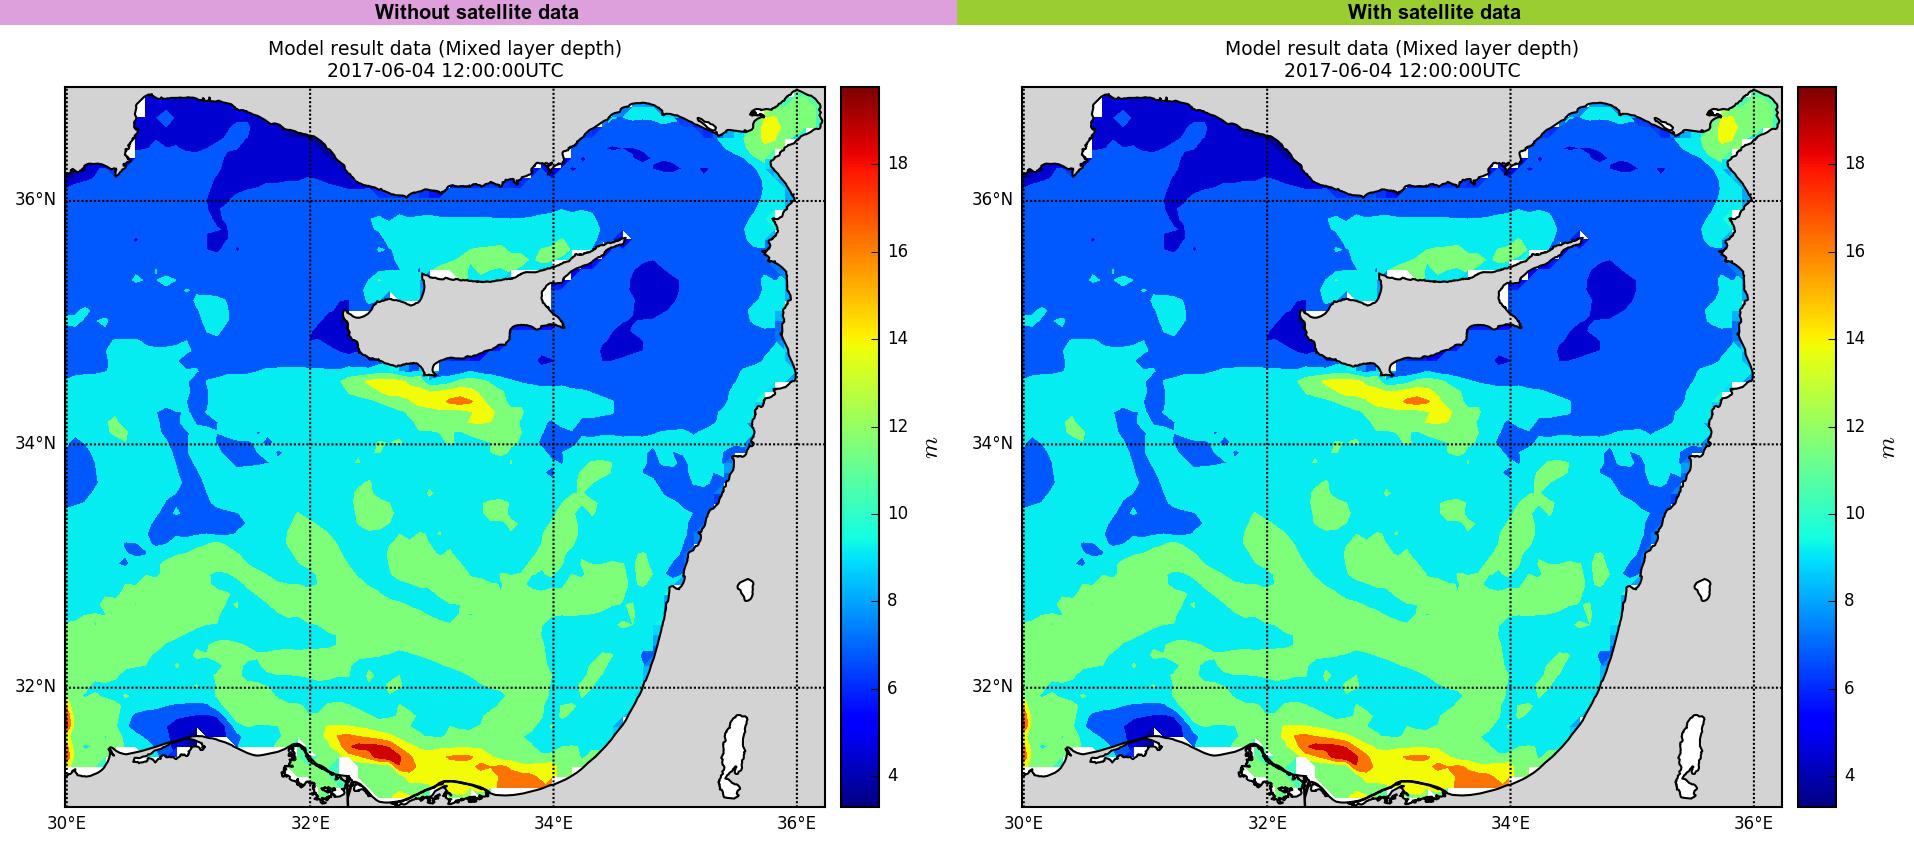 Without satellite data
With satellite data
Model result data (Mixed layer depth)
2017-06-04 12:00:00UTC
36°N
34°N
32°N
30°E
32°E
34°E
36°E
18
16
14
12
10
8
6
4
m
Model result data (Mixed layer depth)
2017-06-04 12:00:00UTC
36°N
34°N
32°N
30°E
32°E
34°E
36°E
18
16
14
12
10
8
6
4
m